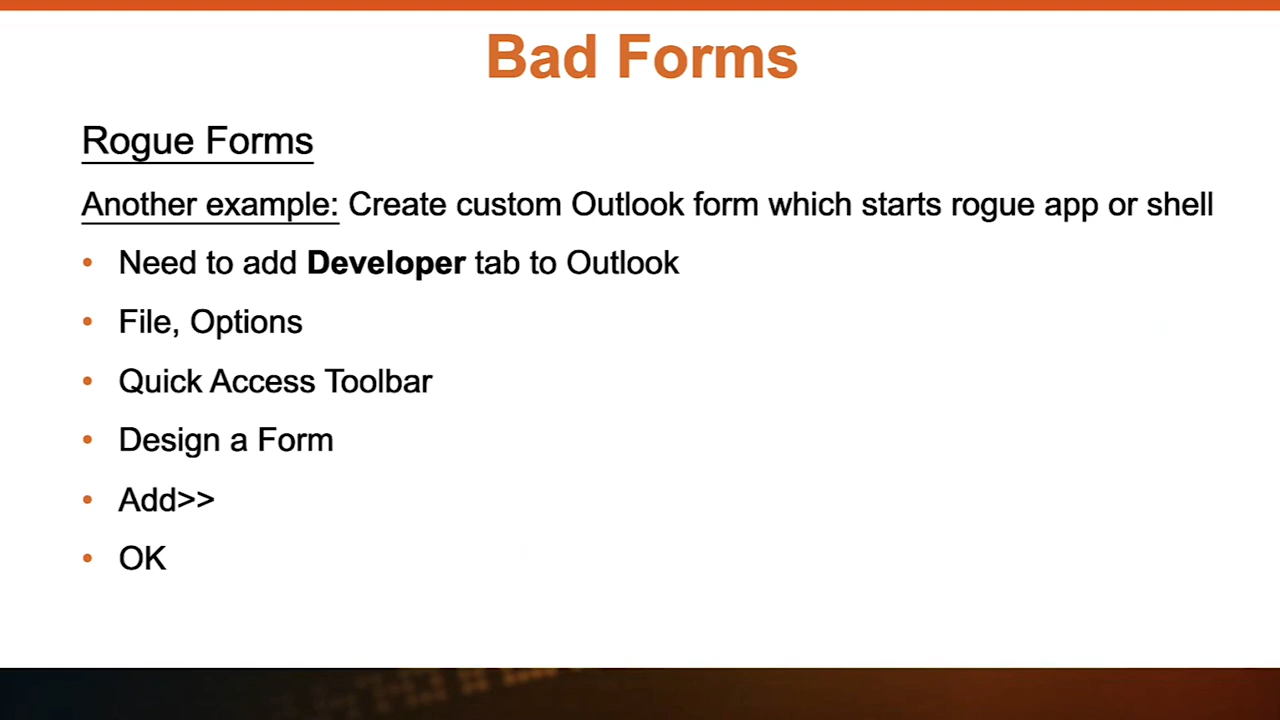 Bad Forms
Rogue Forms
Another example: Create custom Outlook form which starts rogue app or shell
• Need to add Developer tab to Outlook
• File, Options
• Quick Access Toolbar
• Design a Form
• Add>>
• OK